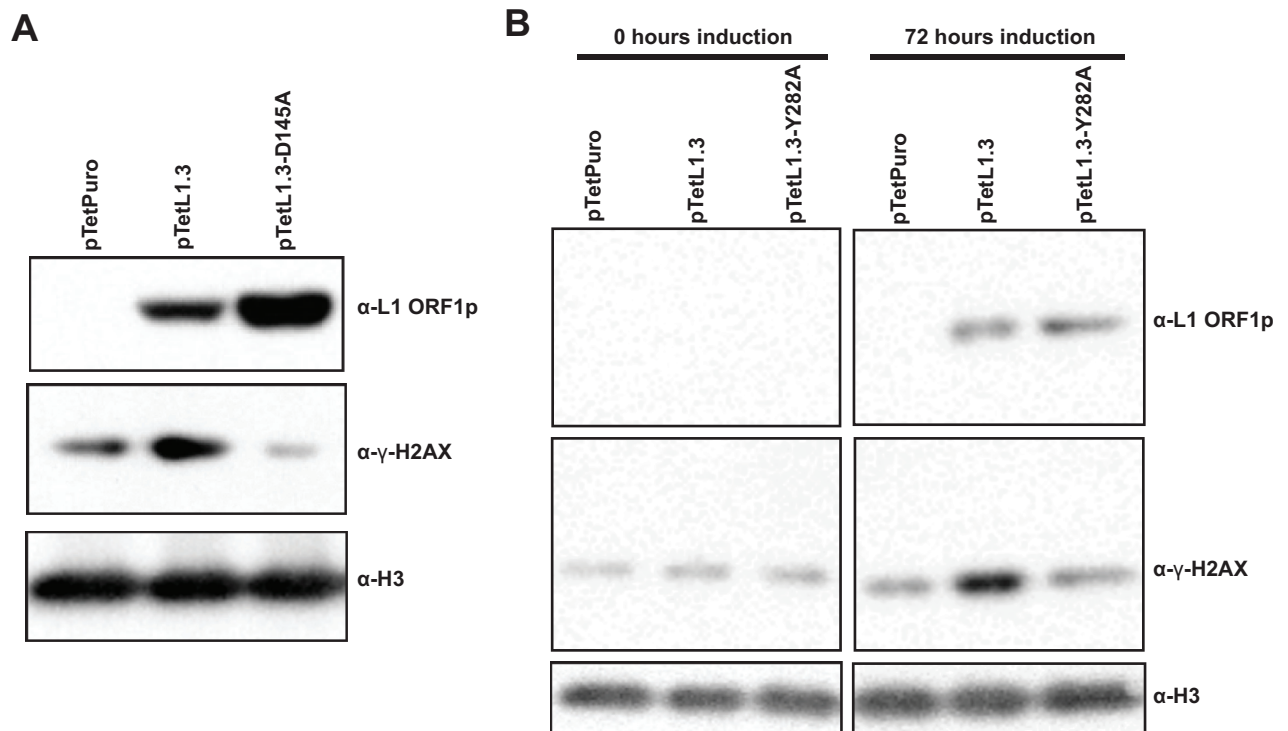 A
pTetPuro
pTetL1.3
pTetL1.3-D145A
α-L1 ORF1p
α-γ-H2AX
α-H3
B
0 hours induction
72 hours induction
pTetPuro
pTetL1.3
pTetL1.3-Y282A
pTetPuro
pTetL1.3
pTetL1.3-Y282A
α-L1 ORF1p
α-γ-H2AX
α-H3